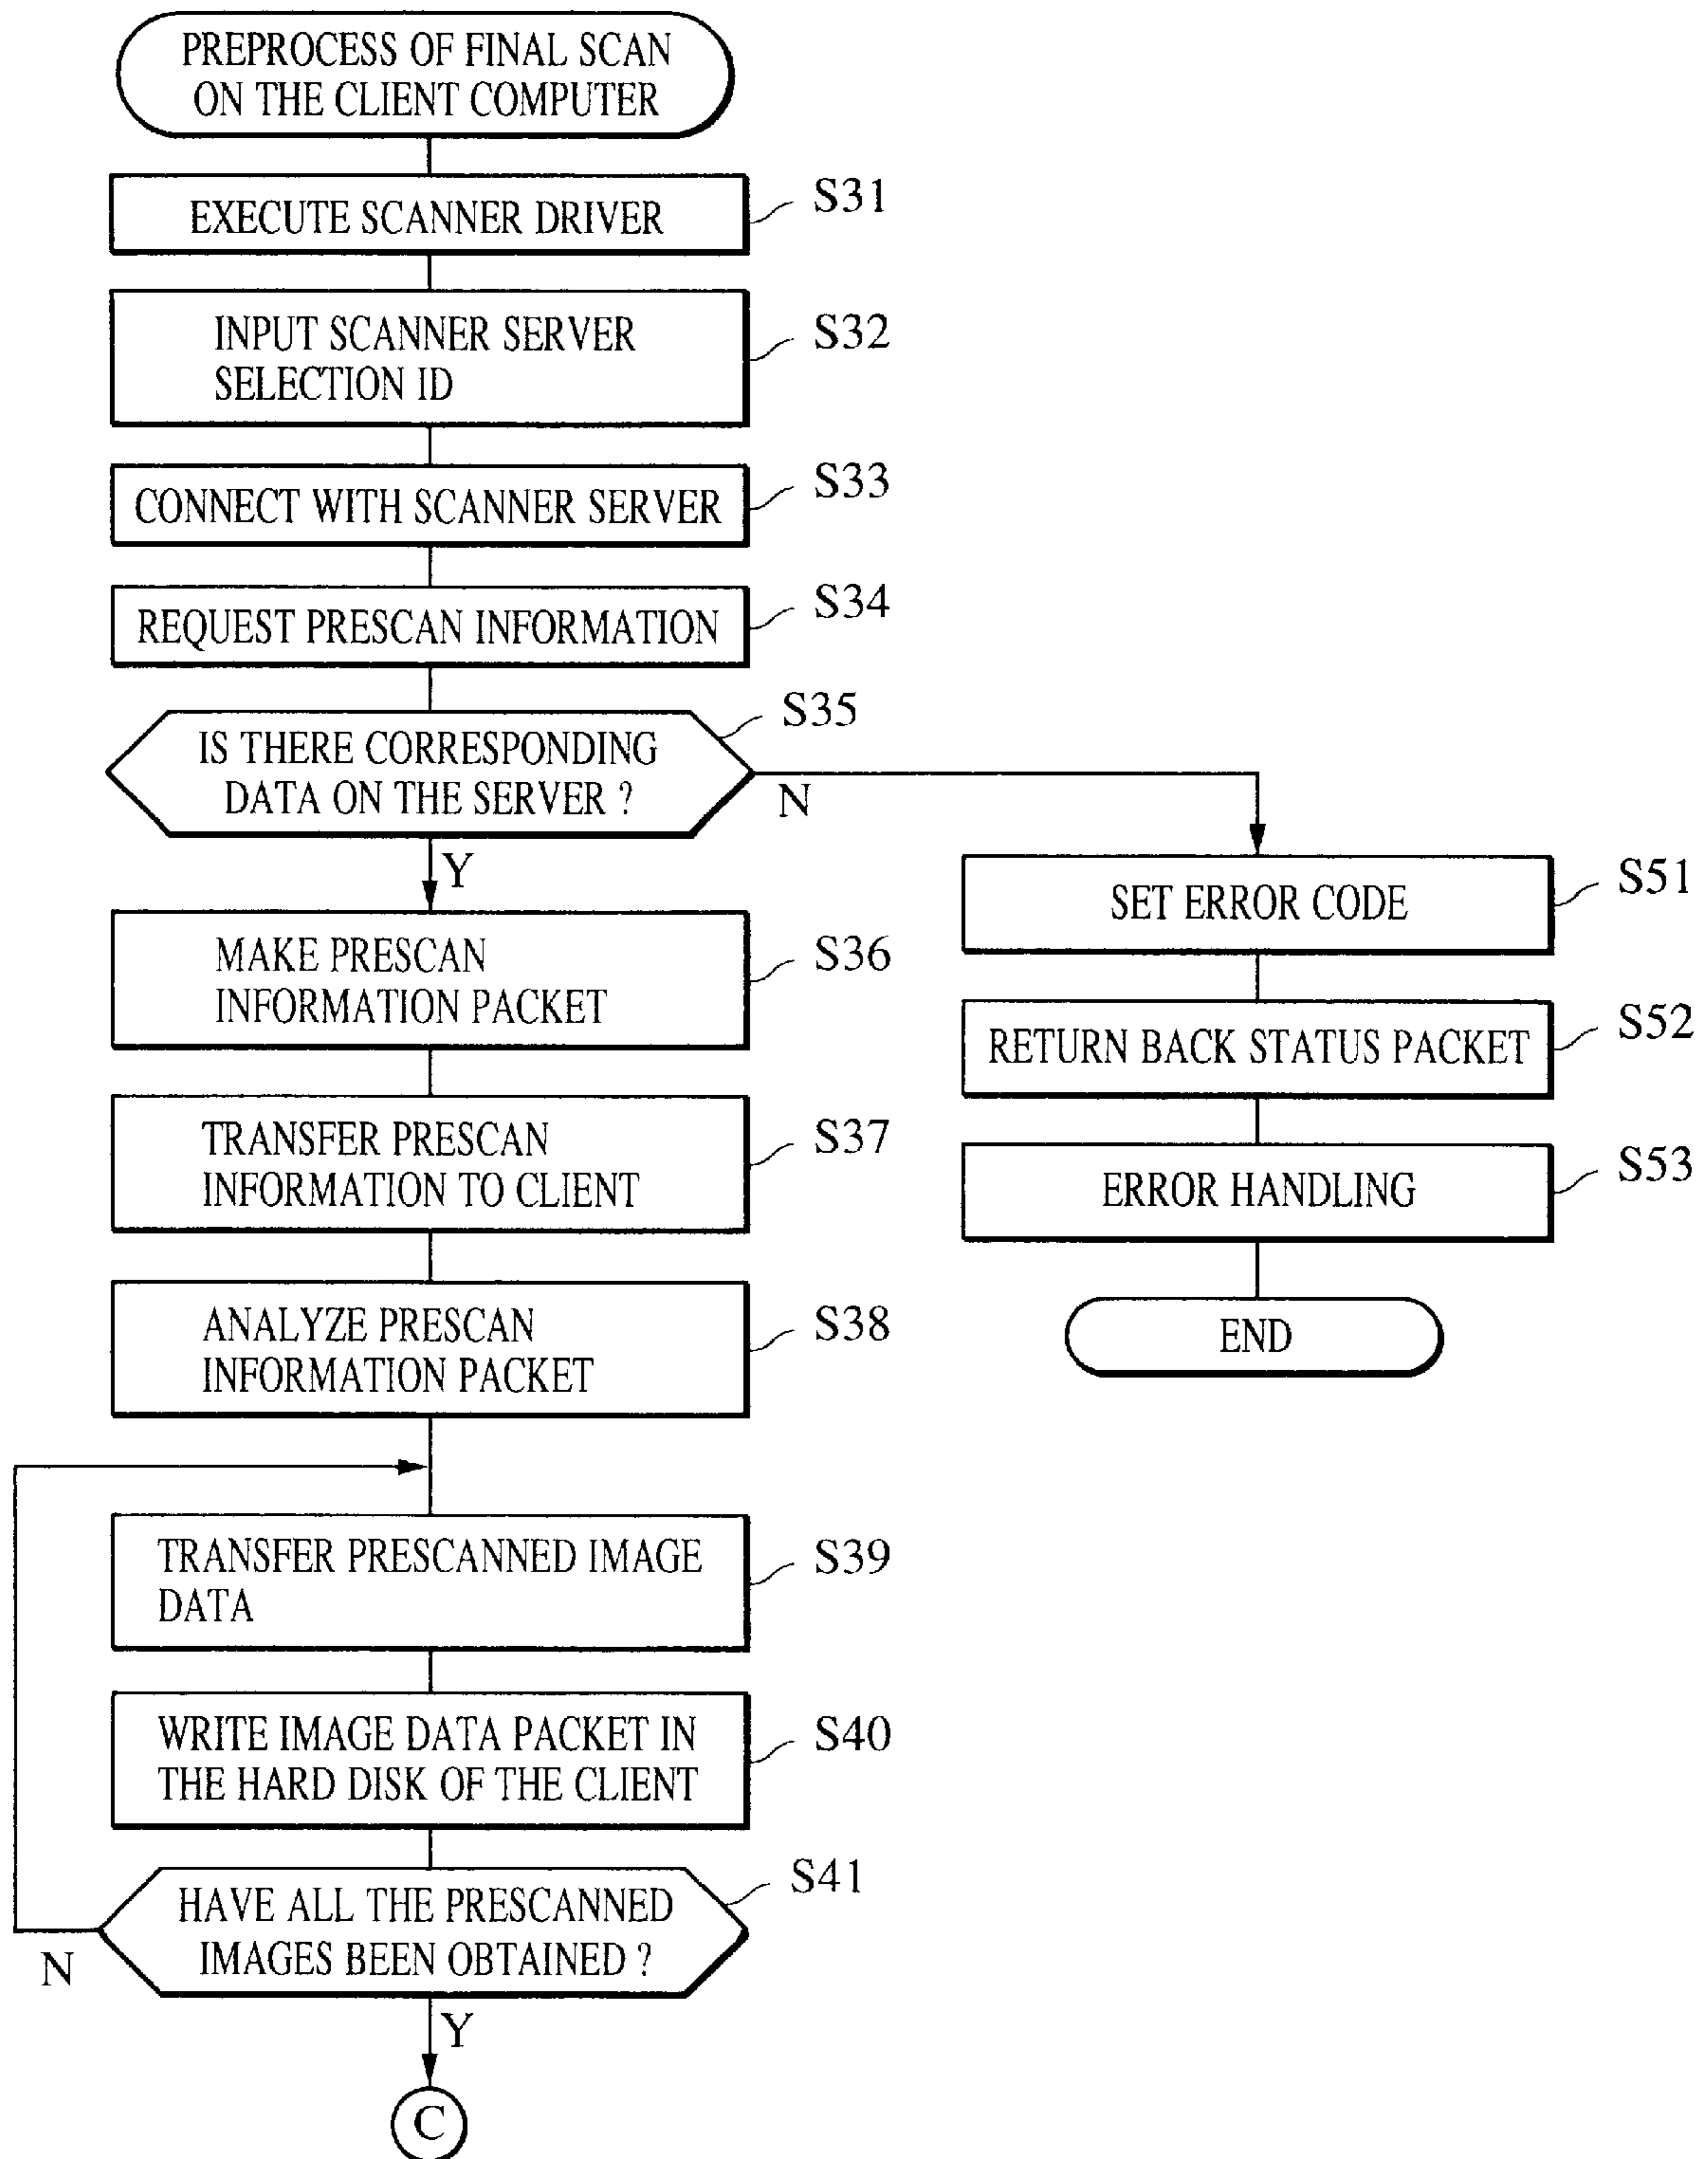 PREPROCESS OF FINAL SCAN
ON THE CLIENT COMPUTER
EXECUTE SCANNER DRIVER
S31
INPUT SCANNER SERVER
SELECTION ID
S32
CONNECT WITH SCANNER SERVER
S33
REQUEST PRESCAN INFORMATION
S34
IS THERE CORRESPONDING
DATA ON THE SERVER ?
S35
N
Y
MAKE PRESCAN
INFORMATION PACKET
S36
TRANSFER PRESCAN
INFORMATION TO CLIENT
S37
ANALYZE PRESCAN
INFORMATION PACKET
S38
TRANSFER PRESCANNED IMAGE
DATA
S39
WRITE IMAGE DATA PACKET IN
THE HARD DISK OF THE CLIENT
S40
HAVE ALL THE PRESCANNED
IMAGES BEEN OBTAINED ?
S41
N
Y
C
SET ERROR CODE
S51
RETURN BACK STATUS PACKET
S52
ERROR HANDLING
S53
END